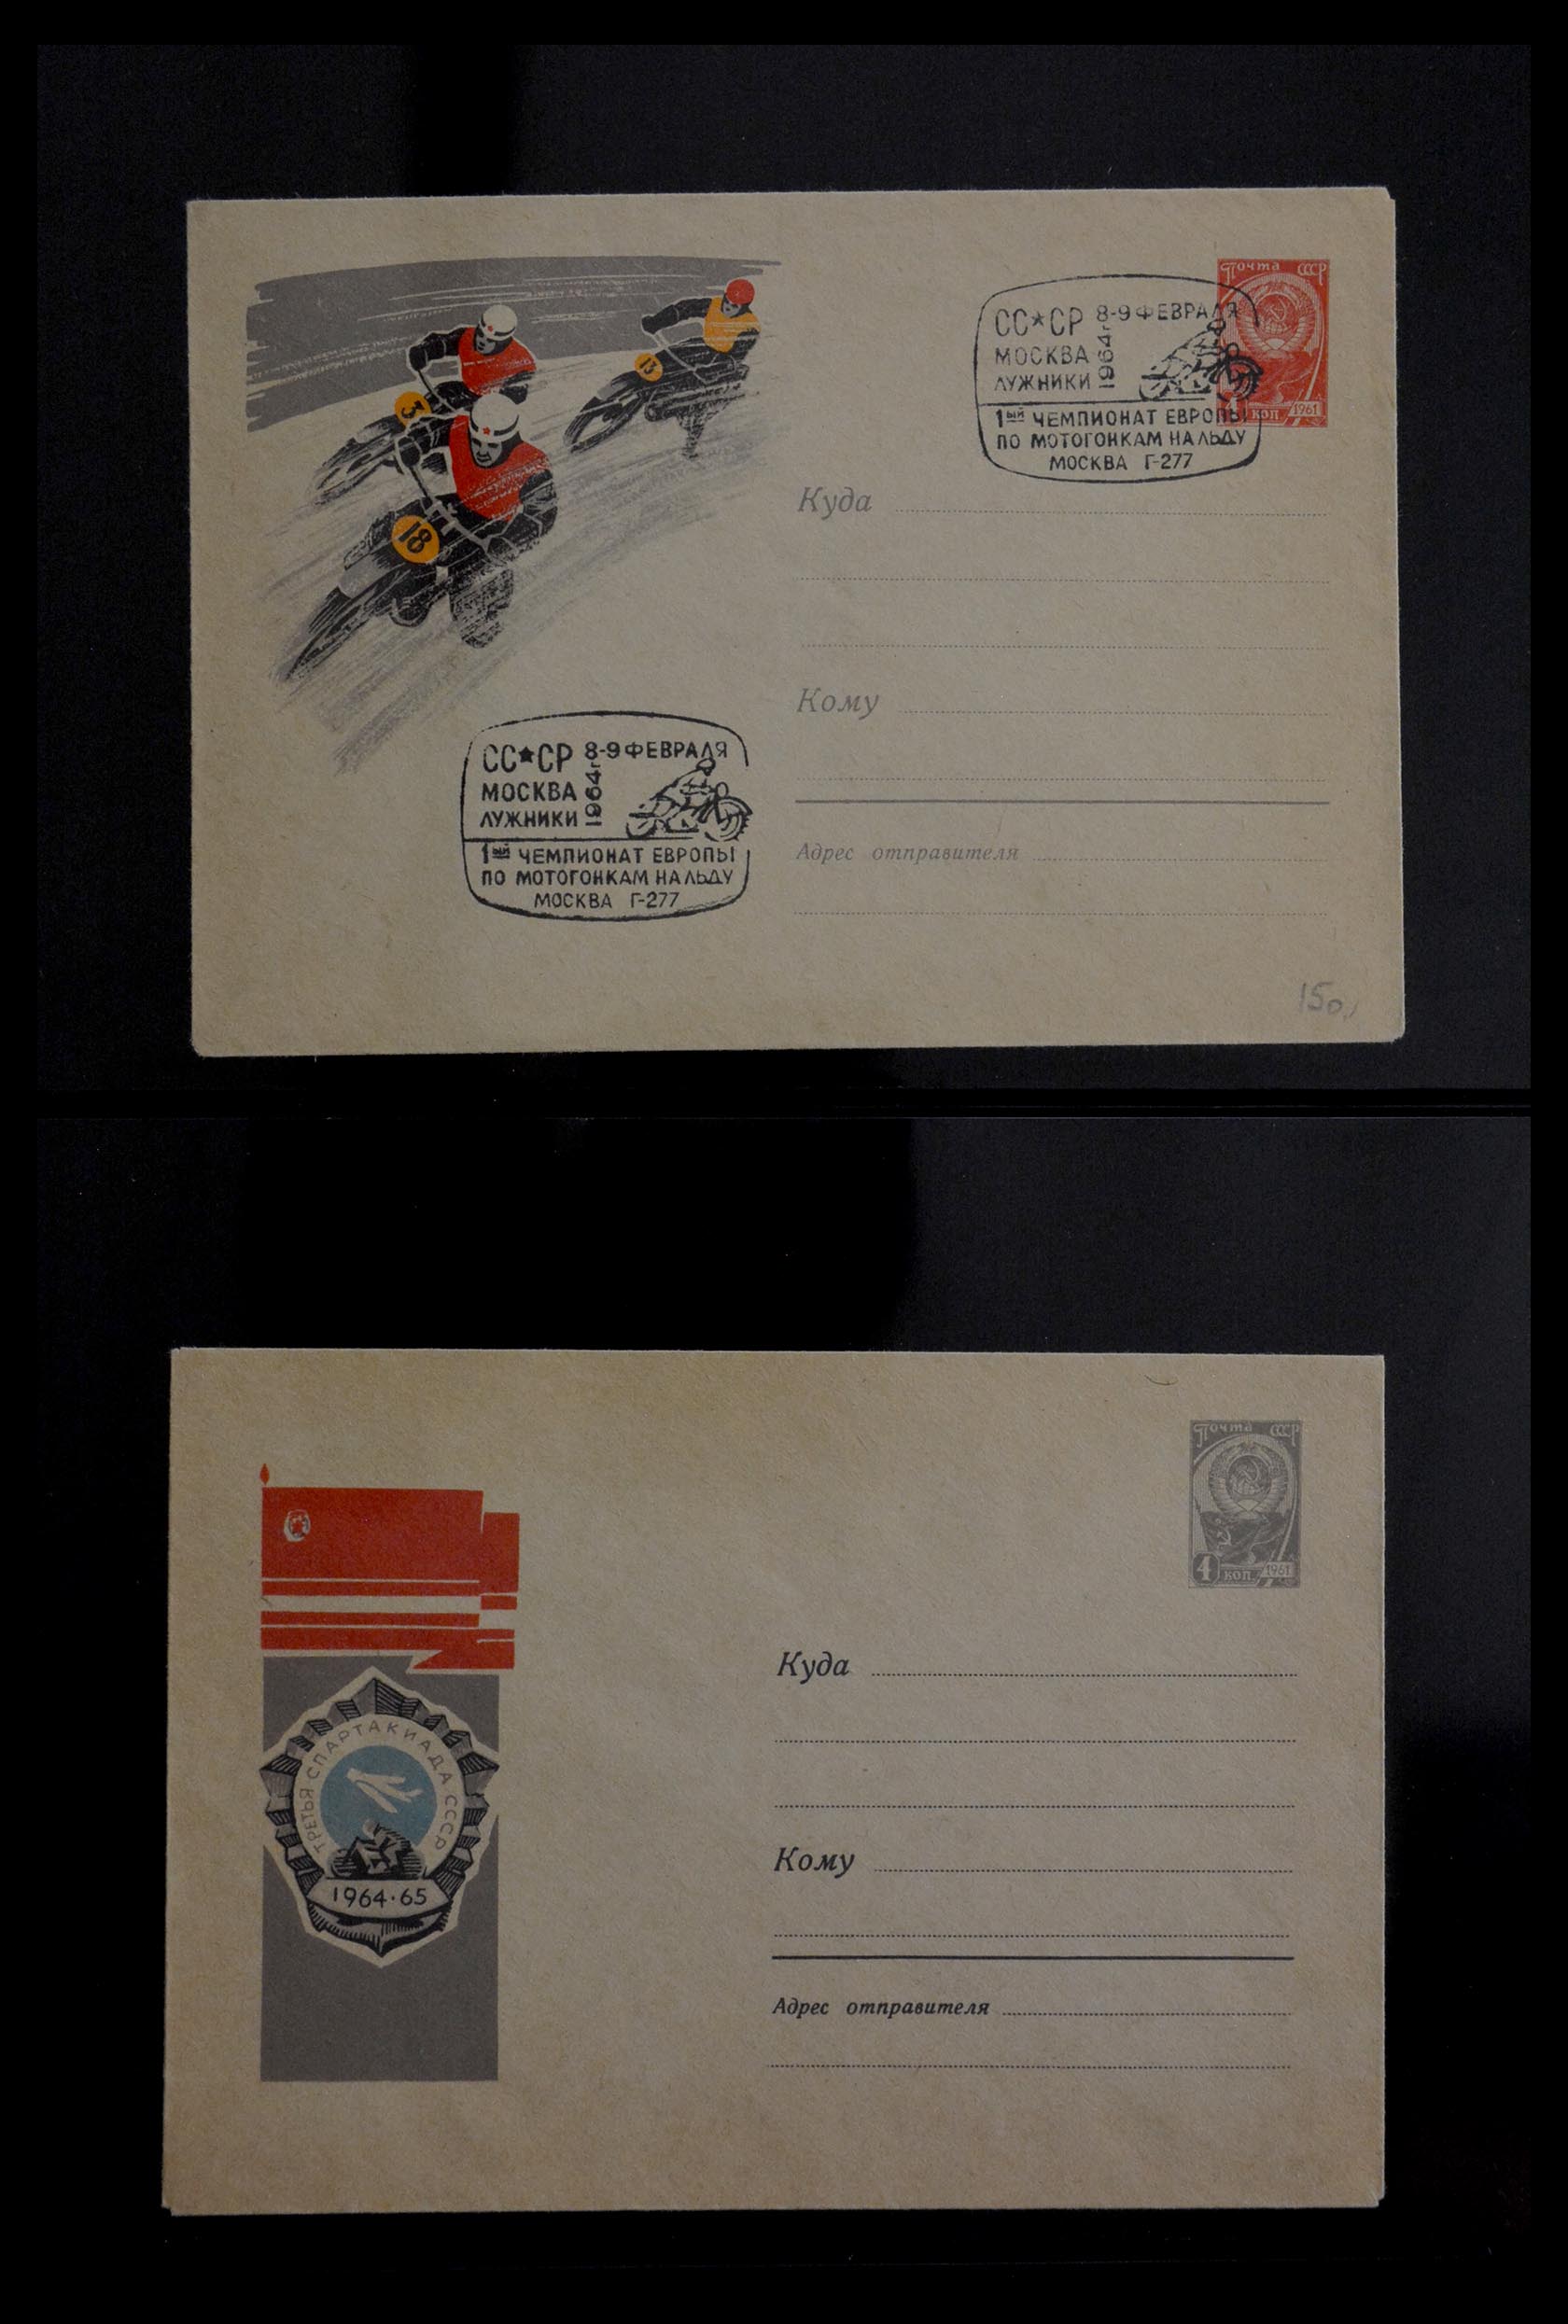 3
13
18
Почта СССР
СС★СР 8-9 ФЕВРАЛЯ
МОСКВА 1964г
ЛУЖНИКИ
4 коп 1961
1ый ЧЕМПИОНАТ ЕВРОПЫ
ПО МОТОГОНКАМ НА ЛЬДУ
МОСКВА Г-277
Куда
Кому
СС★СР 8-9 ФЕВРАЛЯ
МОСКВА 1964г
ЛУЖНИКИ
1ый ЧЕМПИОНАТ ЕВРОПЫ
ПО МОТОГОНКАМ НА ЛЬДУ
МОСКВА Г-277
Адрес отправителя
150,
Почта СССР
4 коп. 1961
Куда
ТРЕТЬЯ СПАРТАКИАДА СССР
1964·65
Кому
Адрес отправителя